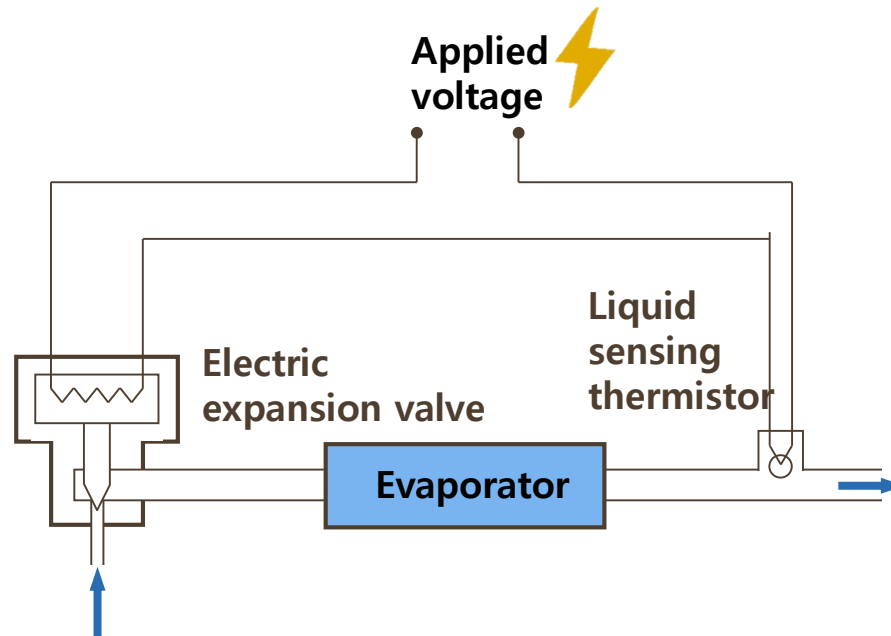 Applied
voltage
Liquid
sensing
thermistor
Electric
expansion valve
Evaporator